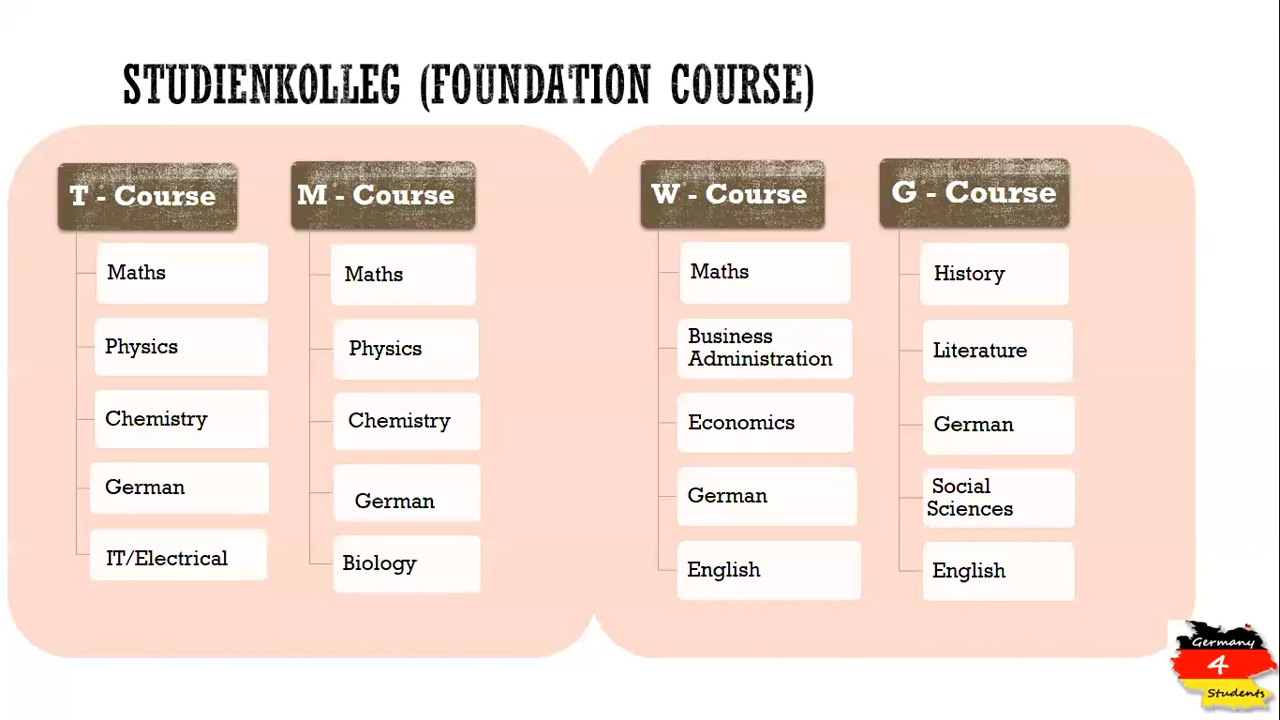 STUDIENKOLLEG (FOUNDATION COURSE)
T - Course
Maths
Physics
Chemistry
German
IT/Electrical
M - Course
Maths
Physics
Chemistry
German
Biology
W - Course
Maths
Business
Administration
Economics
German
English
G - Course
History
Literature
German
Social
Sciences
English
Germany
4
Students